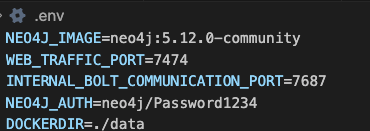 .env
NEO4J_IMAGE=neo4j:5.12.0-community
WEB_TRAFFIC_PORT=7474
INTERNAL_BOLT_COMMUNICATION_PORT=7687
NEO4J_AUTH=neo4j/Password1234
DOCKERDIR=./data